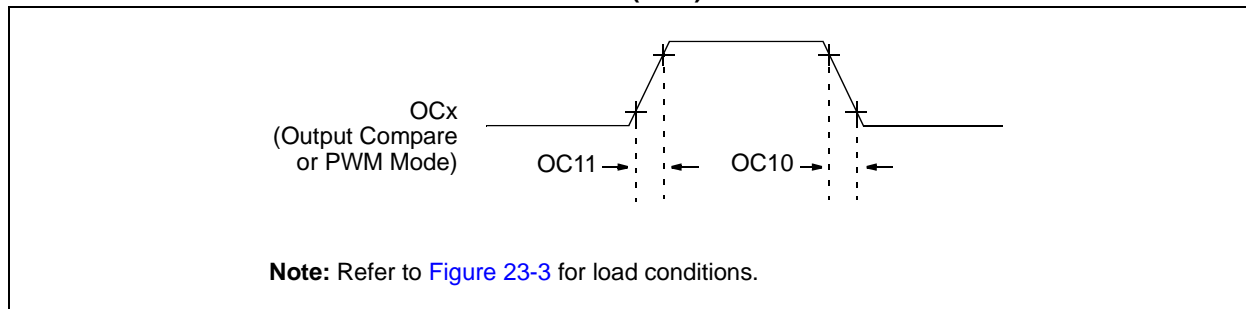 OCx
(Output Compare
or PWM Mode)
OC11
OC10
Note: Refer to Figure 23-3 for load conditions.